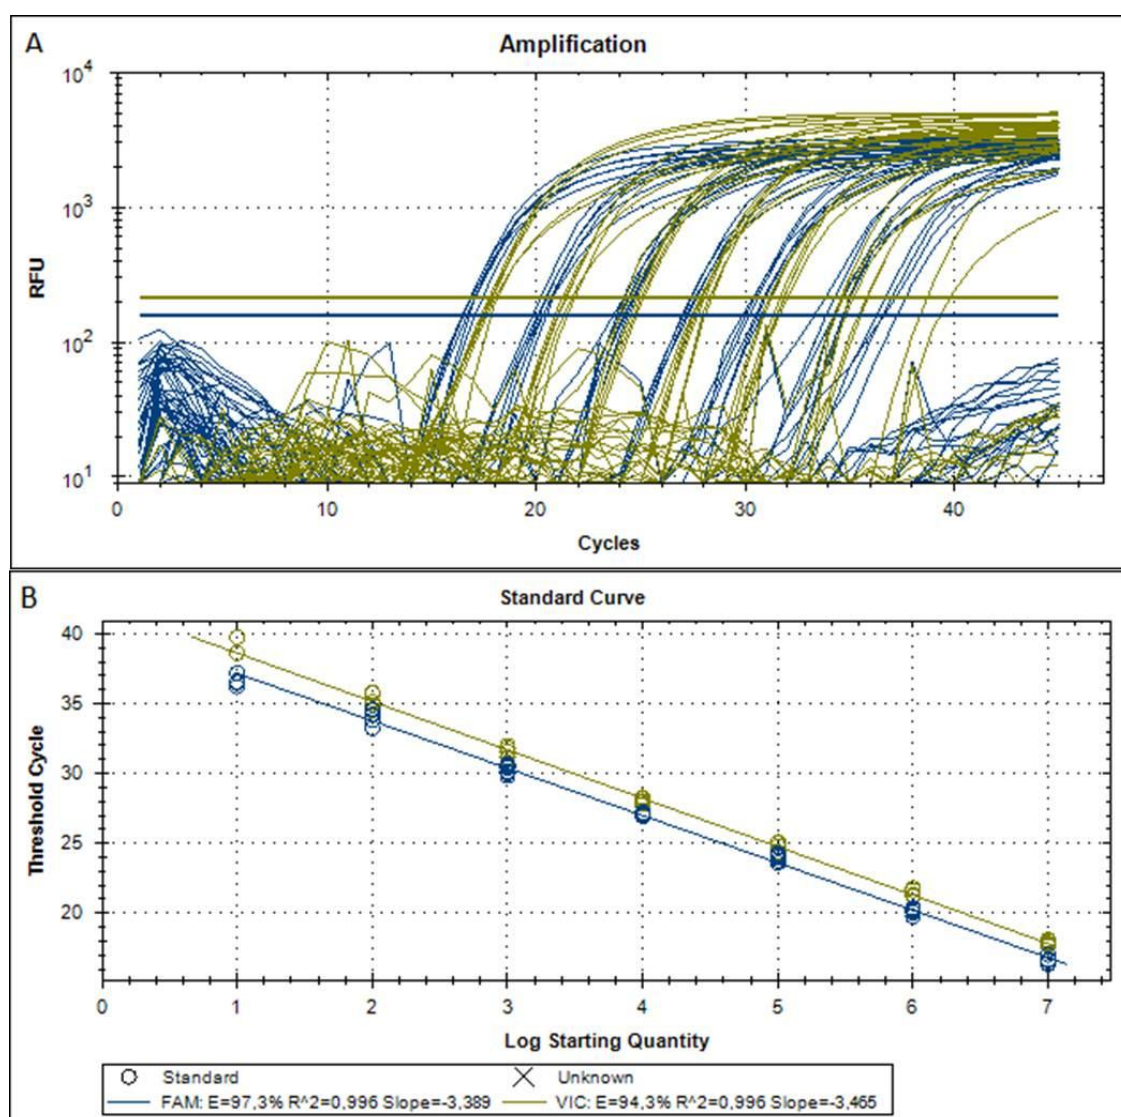 A
Amplification
10^4
10^3
10^2
10^1
RFU
0 10 20 30 40
Cycles
B
Standard Curve
40
35
30
25
20
Threshold Cycle
0 1 2 3 4 5 6 7
Log Starting Quantity
Standard Unknown
FAM: E=97,3% R^2=0,996 Slope=-3,389 VIC: E=94,3% R^2=0,996 Slope=-3,465